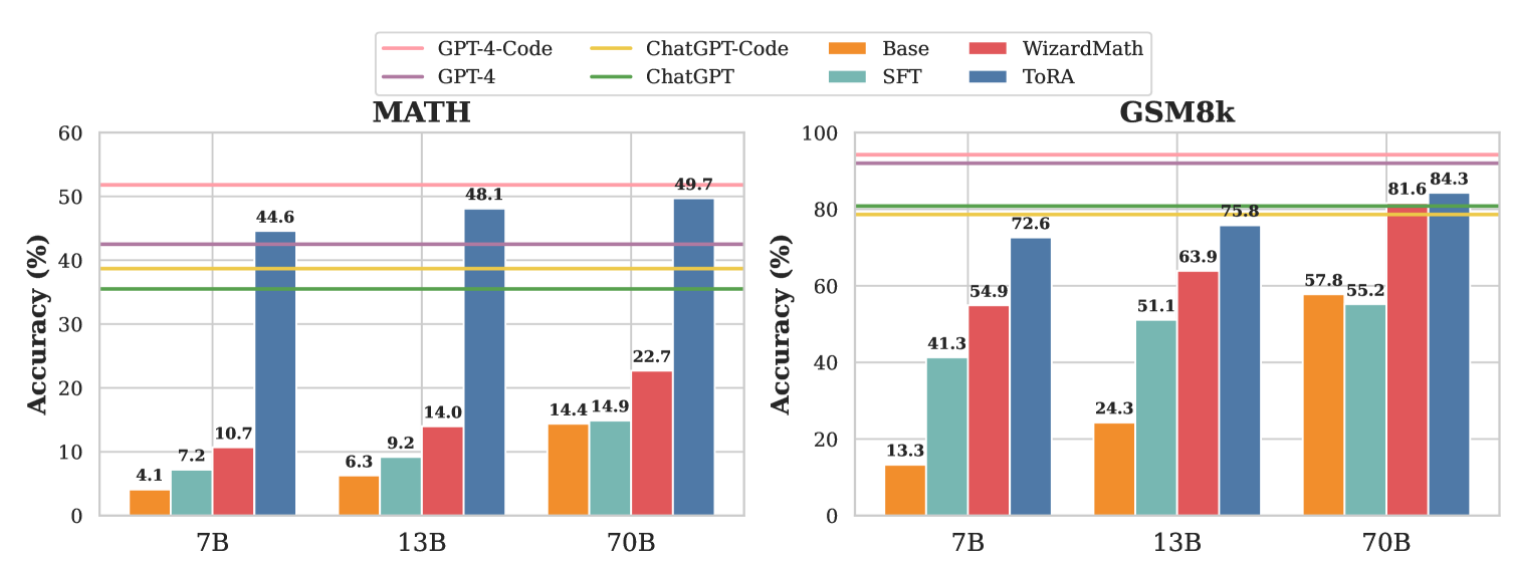 GPT-4-Code ChatGPT-Code Base WizardMath
GPT-4 ChatGPT SFT ToRA
MATH
Accuracy (%)
60
50
40
30
20
10
0
4.1 7.2 10.7 44.6
6.3 9.2 14.0 48.1
14.4 14.9 22.7 49.7
7B 13B 70B
GSM8k
Accuracy (%)
100
80
60
40
20
0
13.3 41.3 54.9 72.6
24.3 51.1 63.9 75.8
57.8 55.2 81.6 84.3
7B 13B 70B